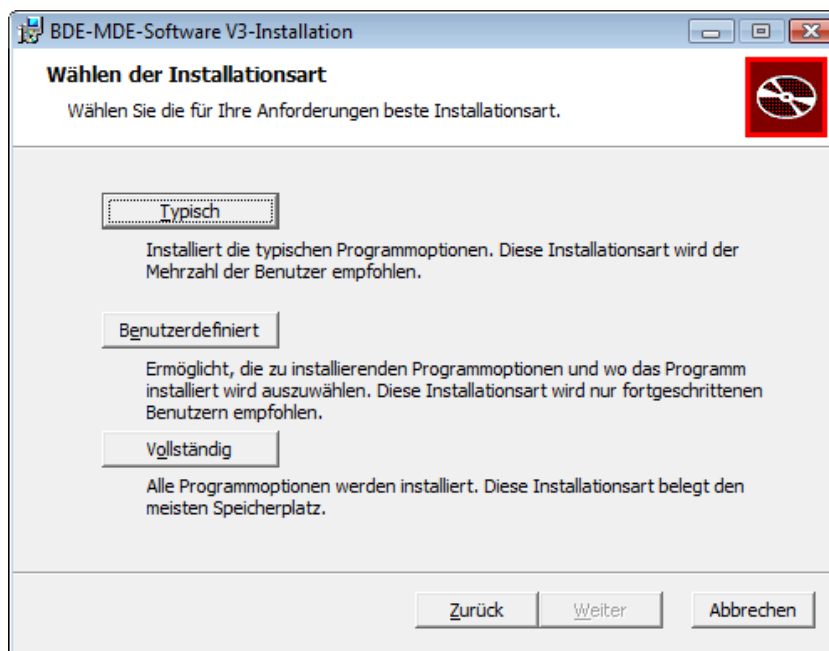 BDE-MDE-Software V3-Installation
Wählen der Installationsart
Wählen Sie die für Ihre Anforderungen beste Installationsart.
Typisch
Installiert die typischen Programmoptionen. Diese Installationsart wird der
Mehrzahl der Benutzer empfohlen.
Benutzerdefiniert
Ermöglicht, die zu installierenden Programmoptionen und wo das Programm
installiert wird auszuwählen. Diese Installationsart wird nur fortgeschrittenen
Benutzern empfohlen.
Vollständig
Alle Programmoptionen werden installiert. Diese Installationsart belegt den
meisten Speicherplatz.
Zurück Weiter Abbrechen